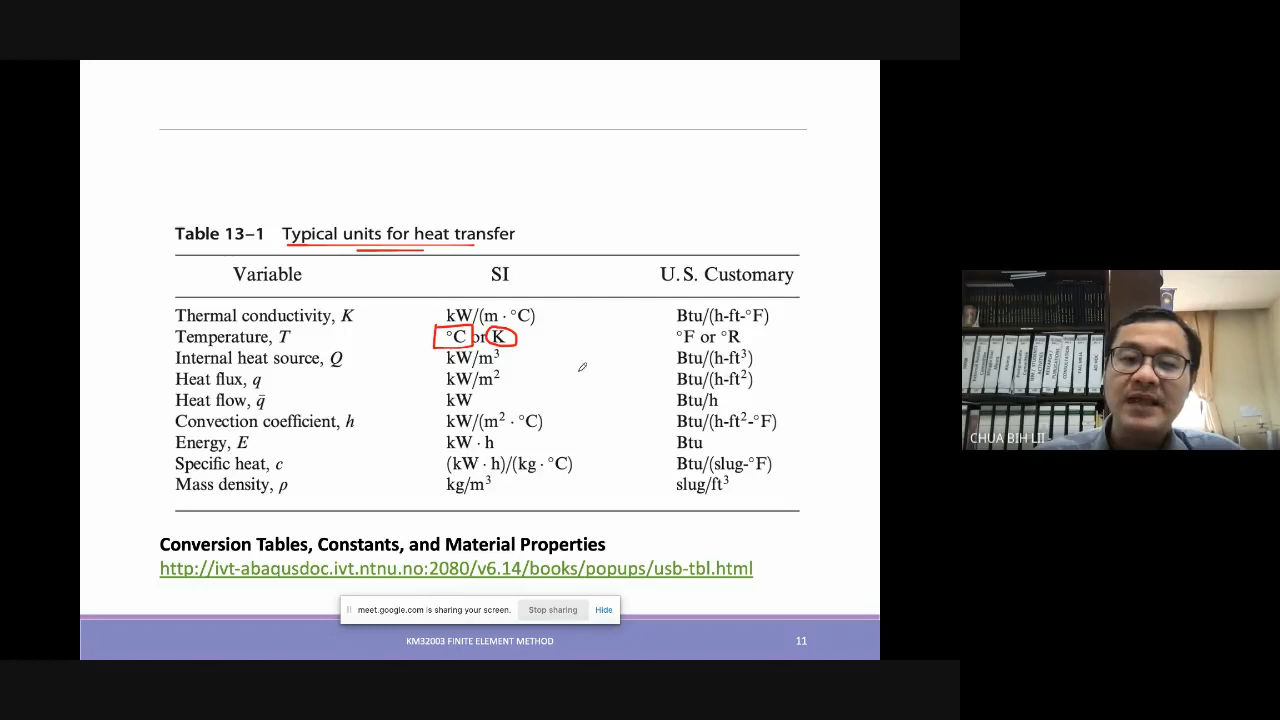 Table 13–1 Typical units for heat transfer
Variable SI U.S. Customary
Thermal conductivity, K kW/(m · °C) Btu/(h-ft-°F)
Temperature, T °C or K °F or °R
Internal heat source, Q kW/m³ Btu/(h-ft³)
Heat flux, q kW/m² Btu/(h-ft²)
Heat flow, q̄ kW Btu/h
Convection coefficient, h kW/(m² · °C) Btu/(h-ft²-°F)
Energy, E kW · h Btu
Specific heat, c (kW · h)/(kg · °C) Btu/(slug-°F)
Mass density, ρ kg/m³ slug/ft³
Conversion Tables, Constants, and Material Properties
http://ivt-abaqusdoc.ivt.ntnu.no:2080/v6.14/books/popups/usb-tbl.html
meet.google.com is sharing your screen. Stop sharing Hide
KM32003 FINITE ELEMENT METHOD 11
CHUA BIH LII -